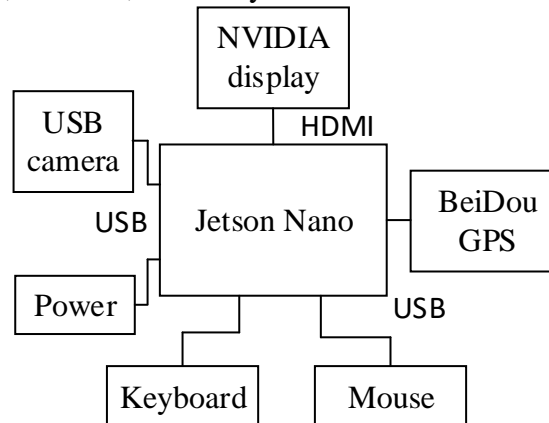 NVIDIA
display
HDMI
USB
camera
USB
Jetson Nano
BeiDou
GPS
Power
USB
Keyboard
Mouse